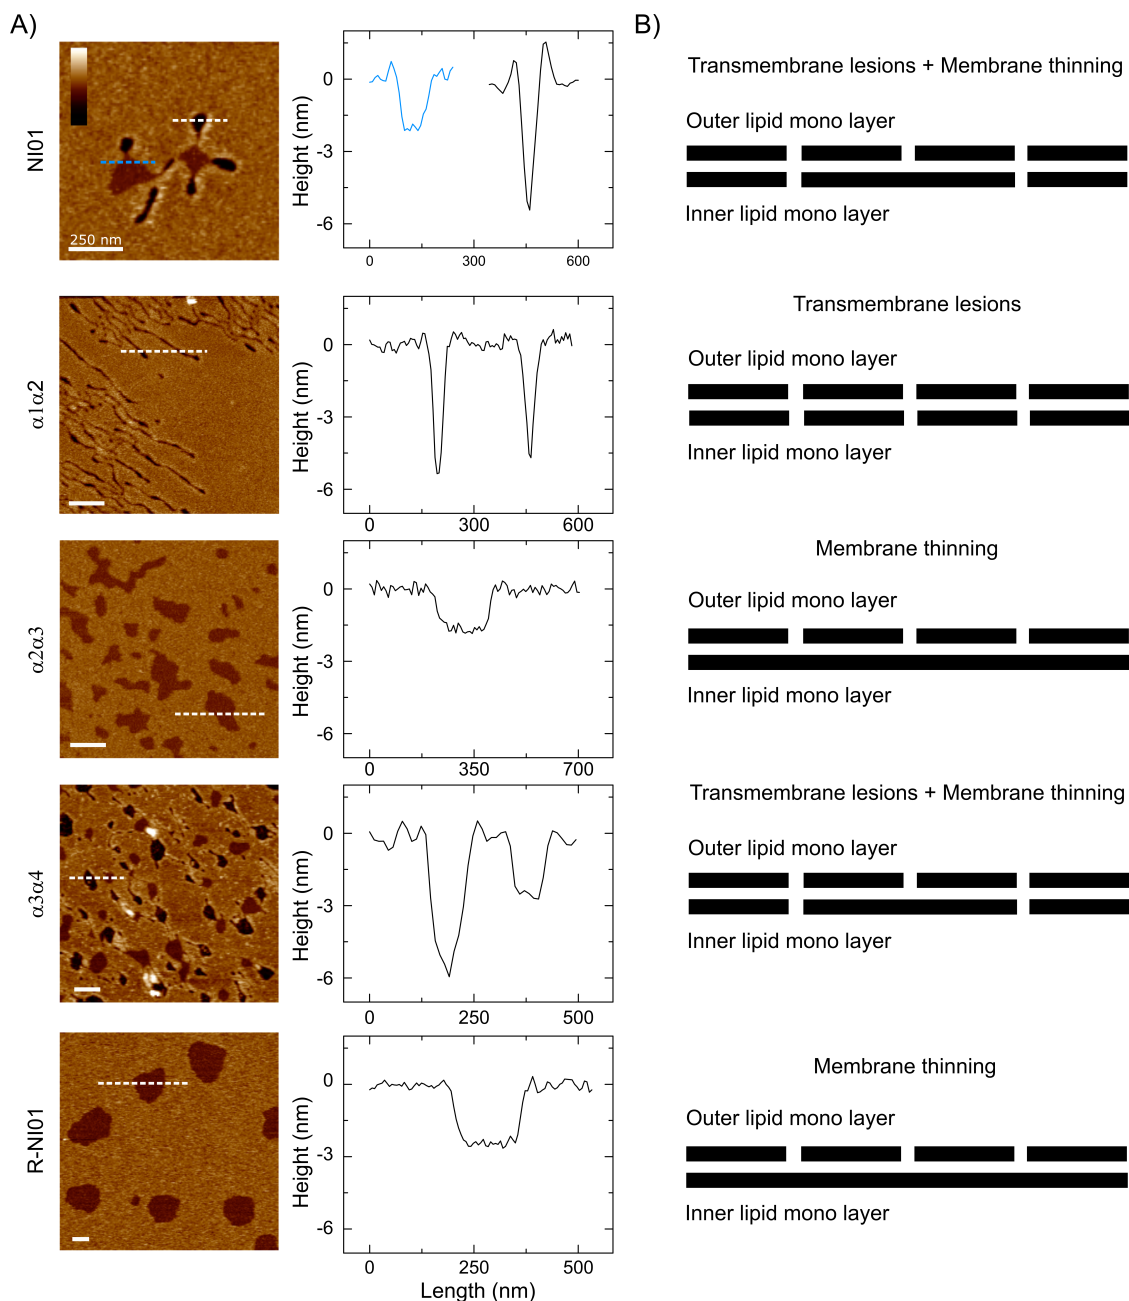 A)
B)
NI01
250 nm
Height (nm)
0
-3
-6
0
300
600
Transmembrane lesions + Membrane thinning
Outer lipid mono layer
Inner lipid mono layer
α1α2
Height (nm)
0
-3
-6
0
300
600
Transmembrane lesions
Outer lipid mono layer
Inner lipid mono layer
α2α3
Height (nm)
0
-3
-6
0
350
700
Membrane thinning
Outer lipid mono layer
Inner lipid mono layer
α3α4
Height (nm)
0
-3
-6
0
250
500
Transmembrane lesions + Membrane thinning
Outer lipid mono layer
Inner lipid mono layer
R-NI01
Height (nm)
0
-3
-6
0
250
500
Length (nm)
Membrane thinning
Outer lipid mono layer
Inner lipid mono layer